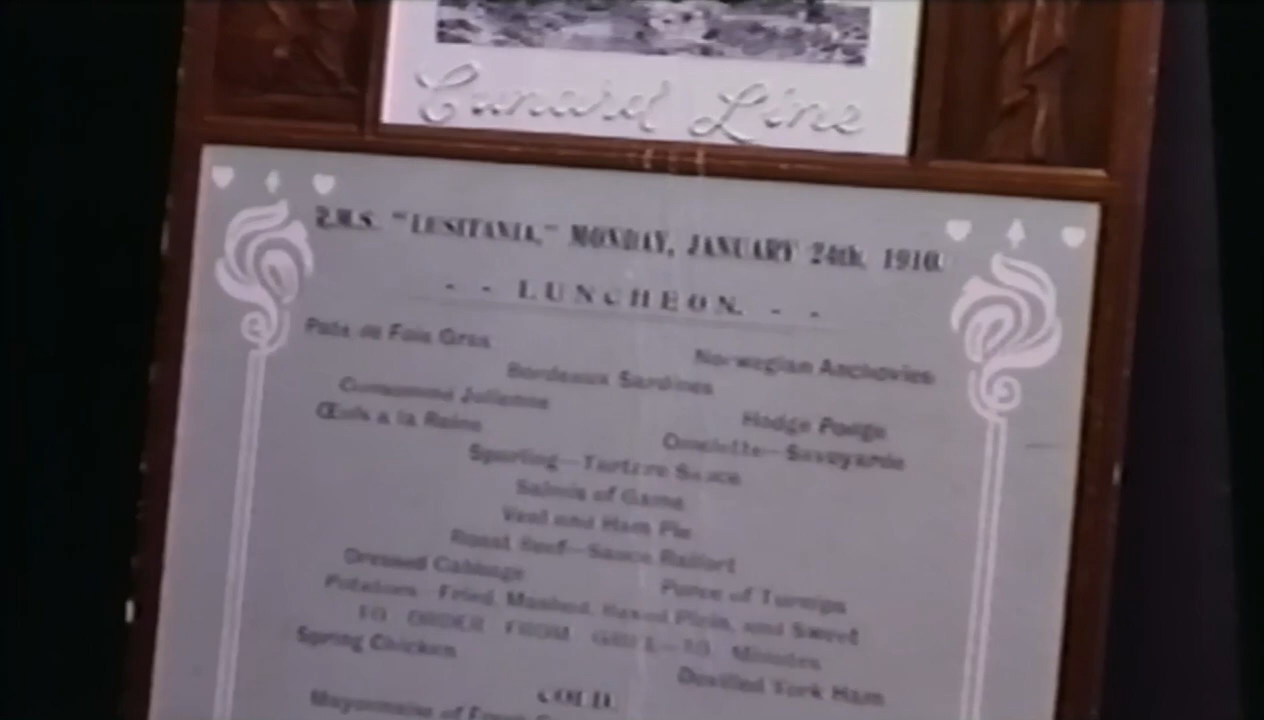 Cunard Line
R.M.S. "LUSITANIA," MONDAY, JANUARY 24th, 1910.
- - LUNCHEON. - -
Pate de Foie Gras Norwegian Anchovies
Bordeaux Sardines
Consommé Julienne Hodge Podge
Œufs a la Reine Omelette—Savoyarde
Sparling—Tartare Sauce
Salmis of Game
Veal and Ham Pie
Roast Beef—Sauce Raifort
Dressed Cabbage Puree of Turnips
Potatoes—Fried, Mashed, Baked Plain, and Sweet
TO ORDER FROM GRILL—10 Minutes
Spring Chicken Devilled York Ham
COLD.
Mayonnaise of